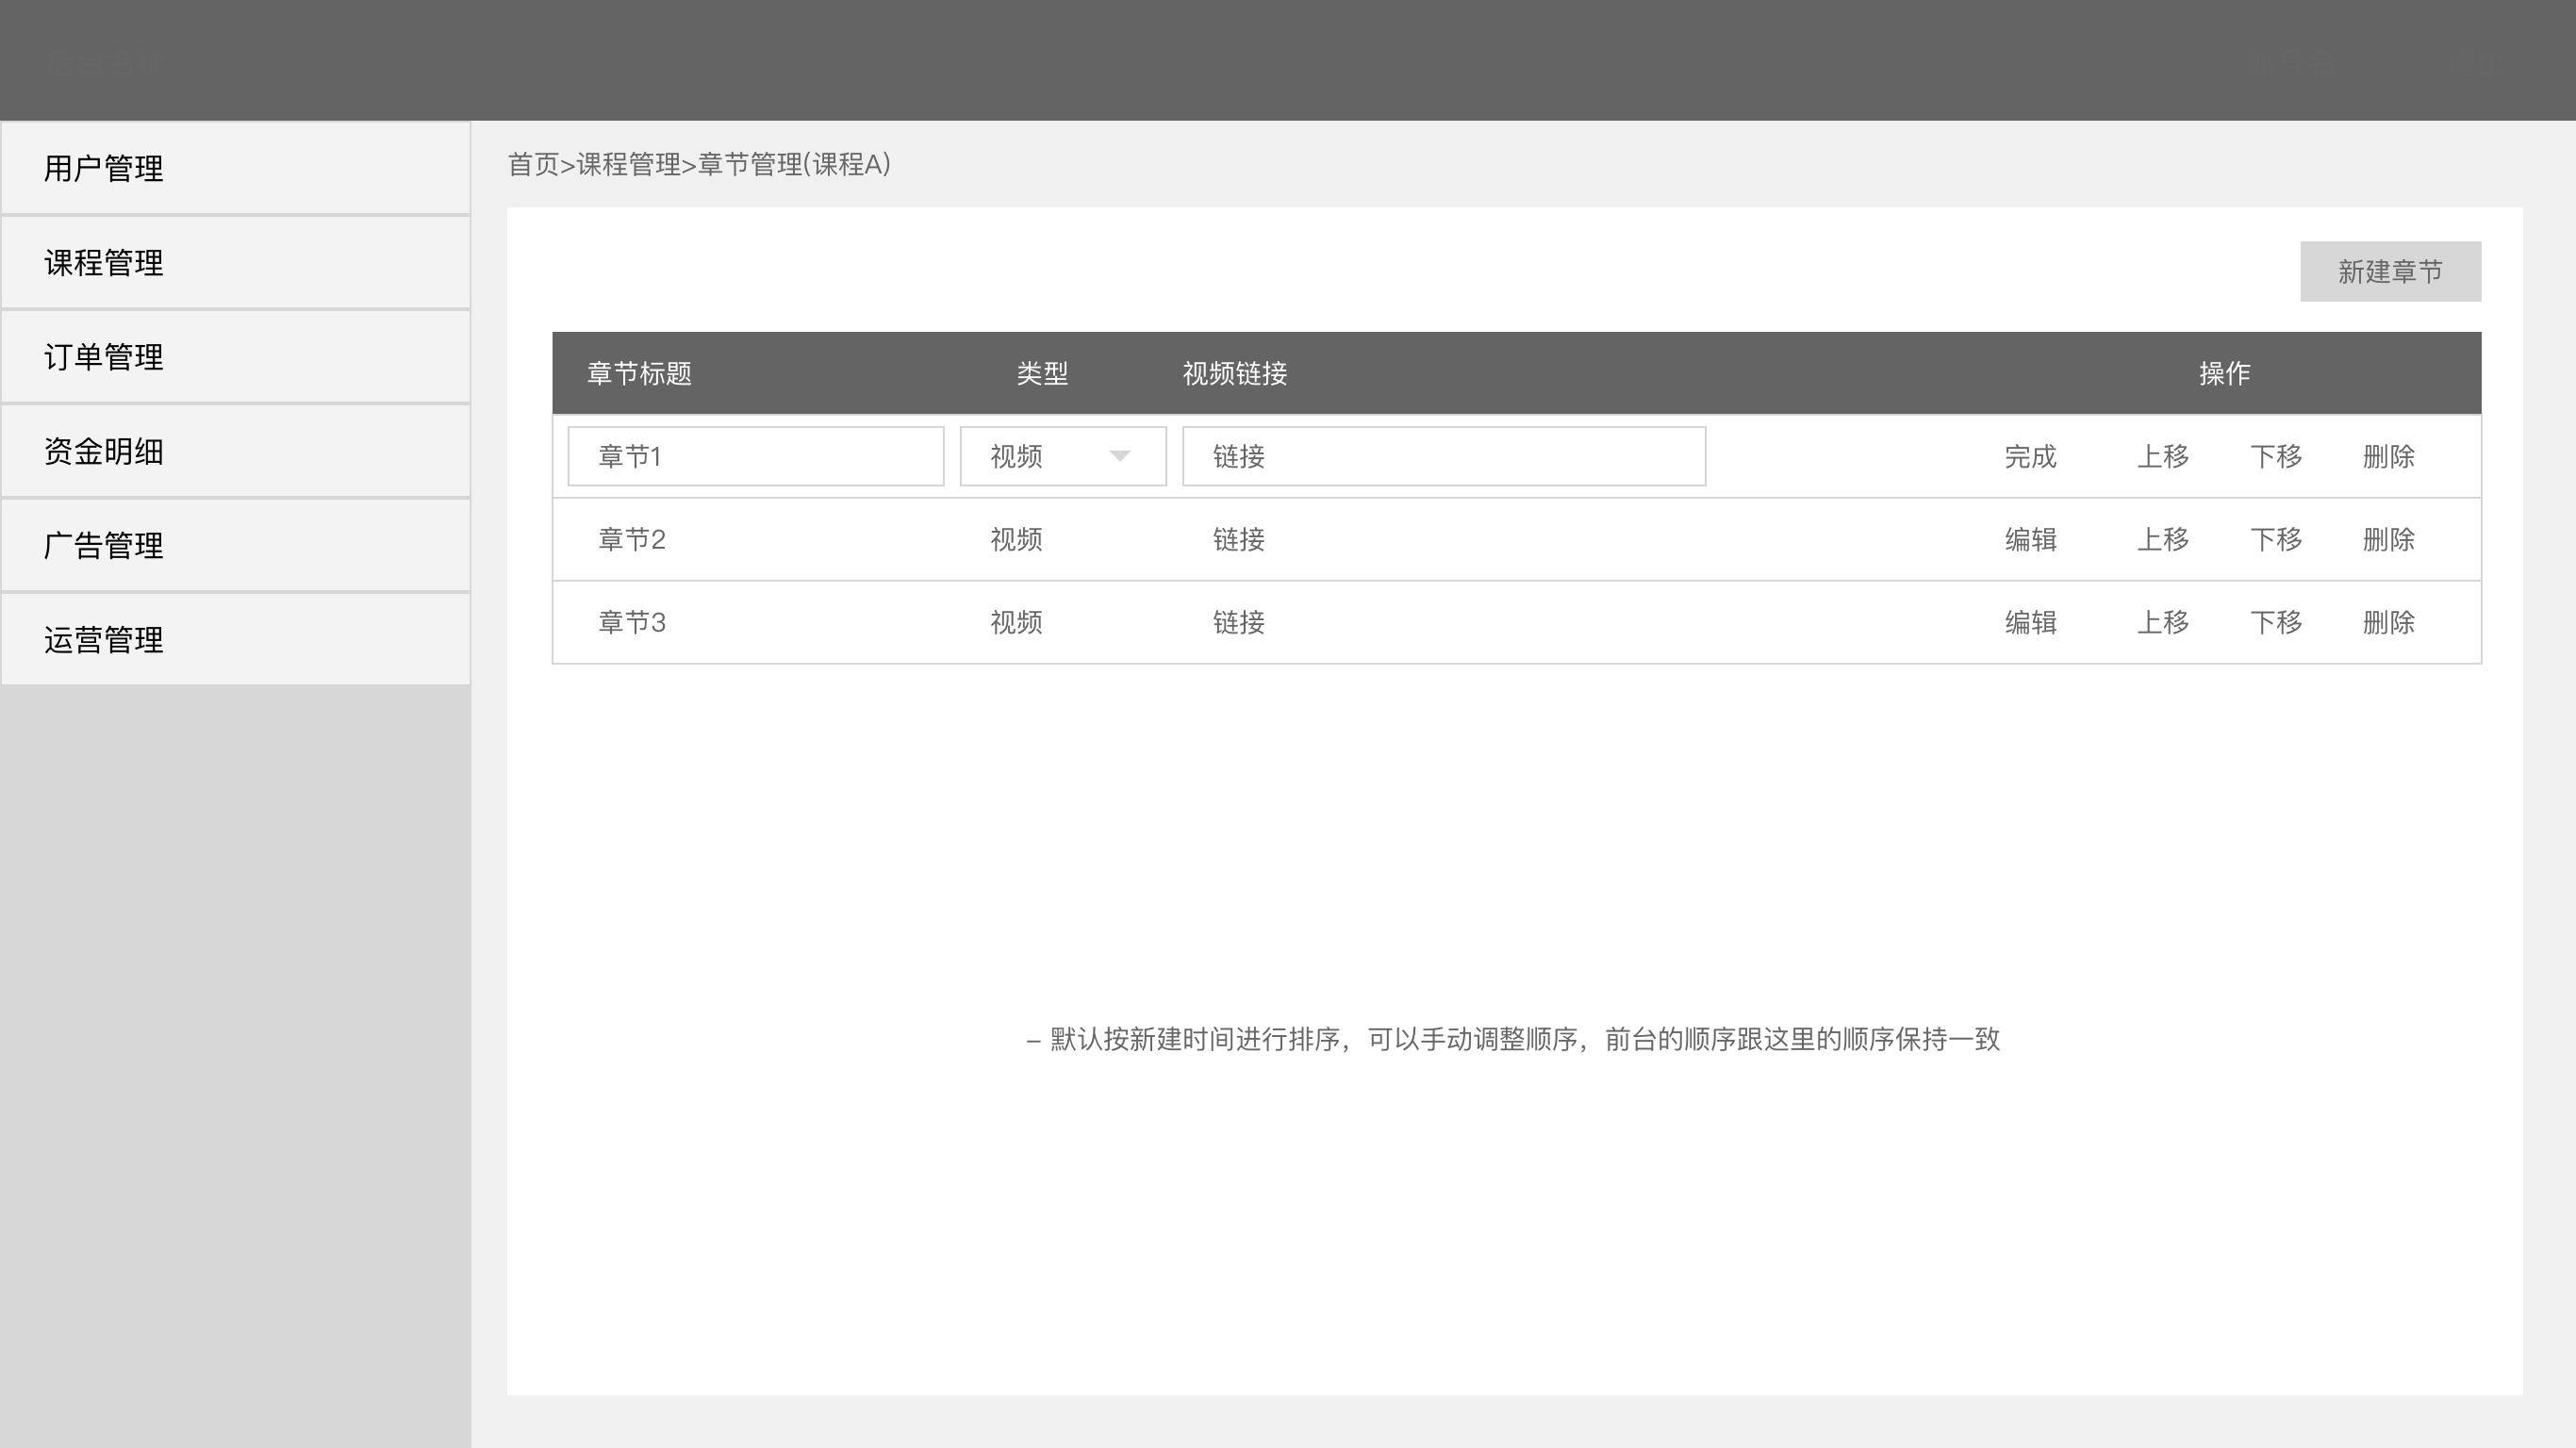 首页>课程管理>章节管理(课程A)
用户管理
课程管理
订单管理
资金明细
广告管理
运营管理
新建章节
章节标题 类型 视频链接 操作
章节1 视频 链接 完成 上移 下移 删除
章节2 视频 链接 编辑 上移 下移 删除
章节3 视频 链接 编辑 上移 下移 删除
– 默认按新建时间进行排序，可以手动调整顺序，前台的顺序跟这里的顺序保持一致